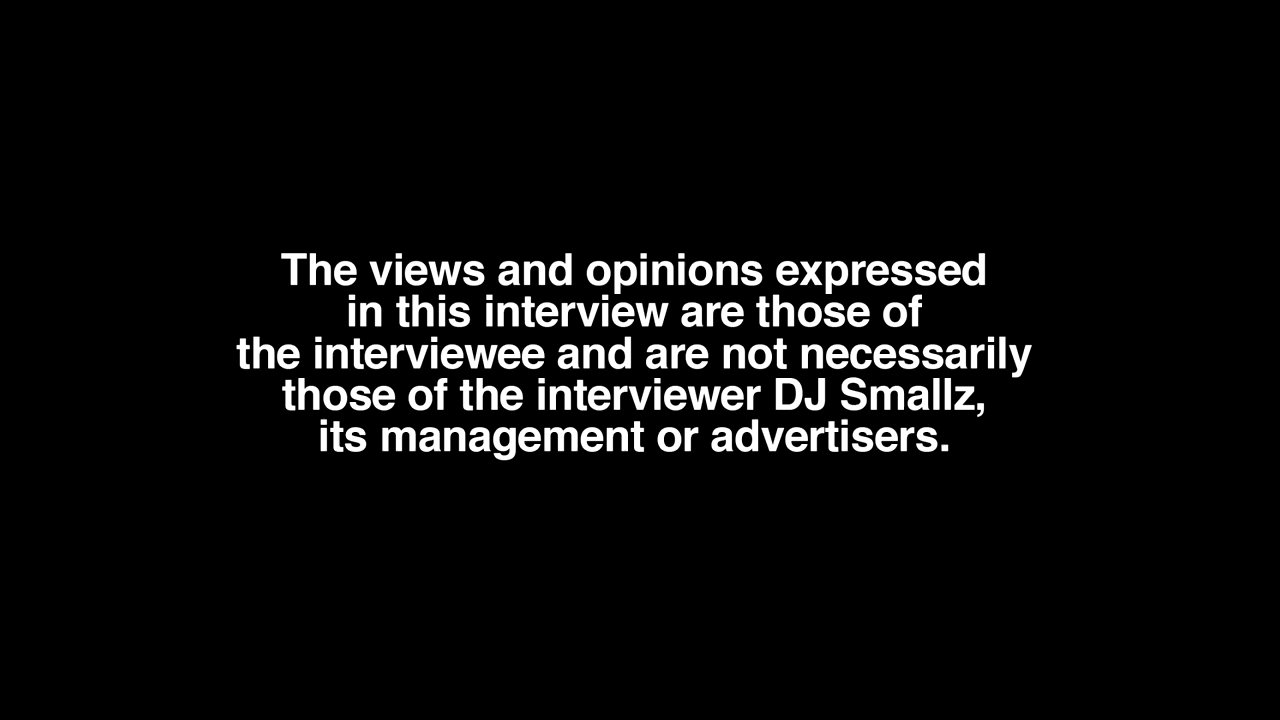 The views and opinions expressed
in this interview are those of
the interviewee and are not necessarily
those of the interviewer DJ Smallz,
its management or advertisers.